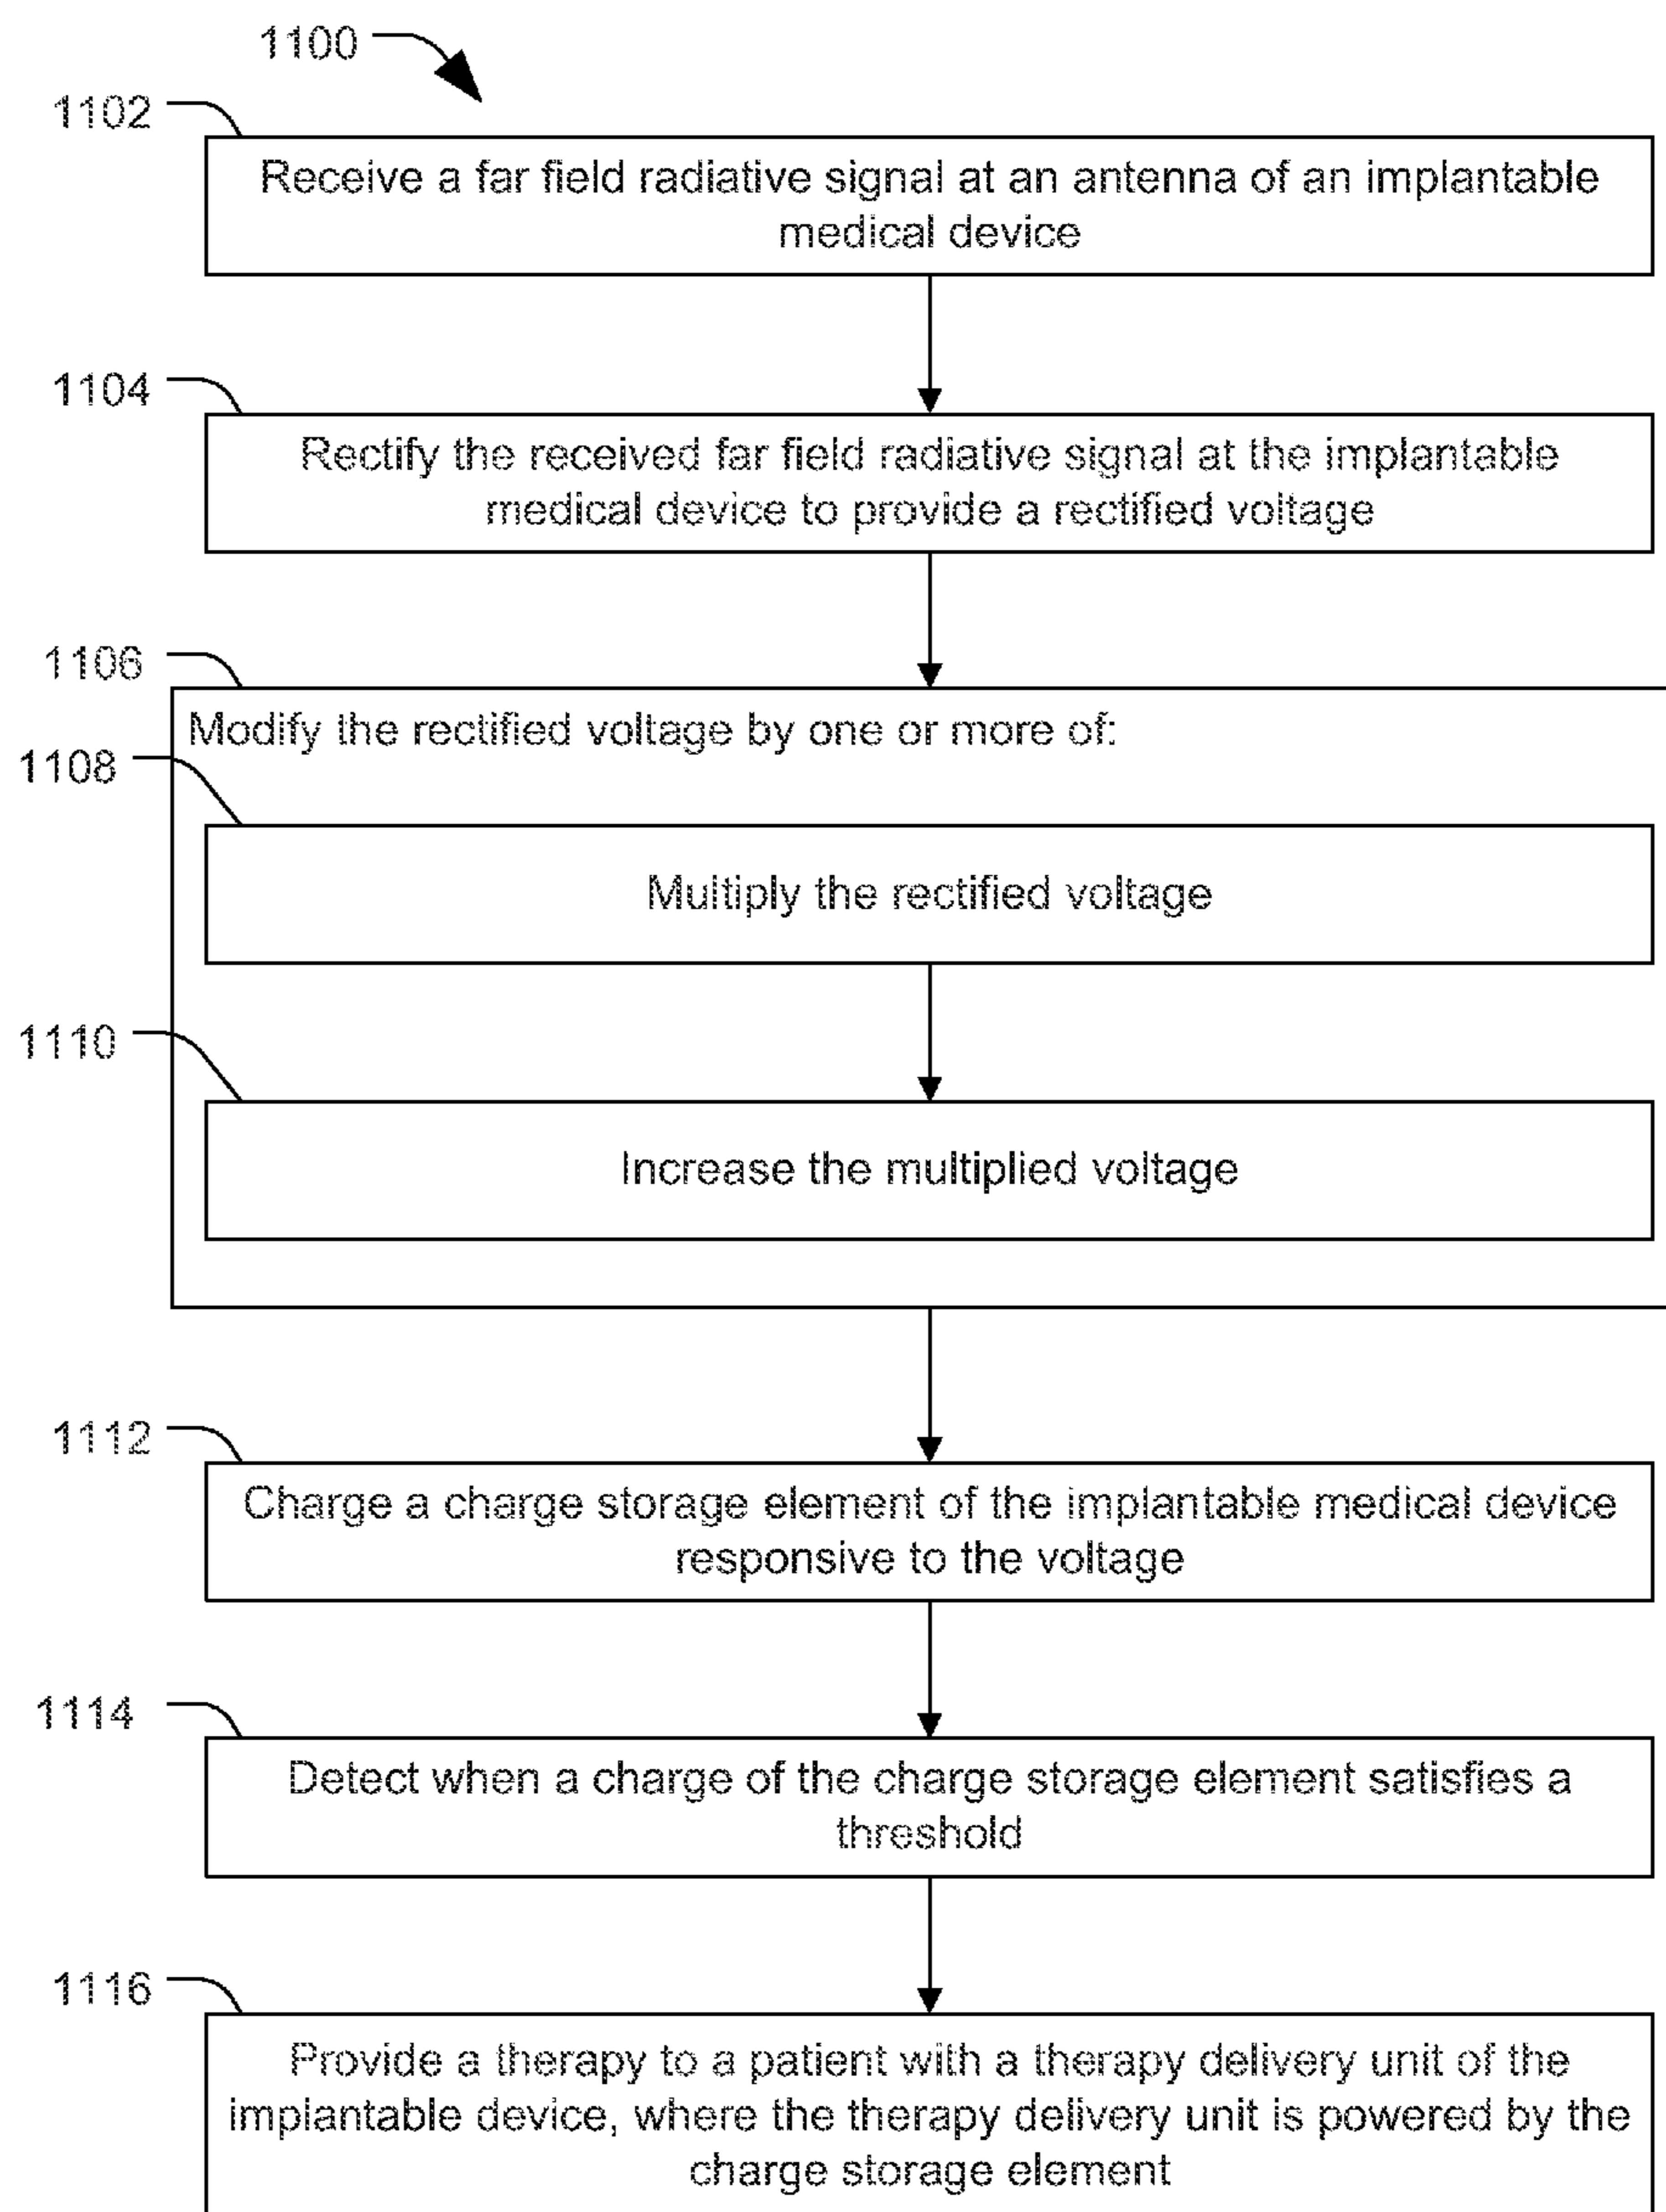 1100
1102
Receive a far field radiative signal at an antenna of an implantable
medical device
1104
Rectify the received far field radiative signal at the implantable
medical device to provide a rectified voltage
1106
Modify the rectified voltage by one or more of:
1108
Multiply the rectified voltage
1110
Increase the multiplied voltage
1112
Charge a charge storage element of the implantable medical device
responsive to the voltage
1114
Detect when a charge of the charge storage element satisfies a
threshold
1116
Provide a therapy to a patient with a therapy delivery unit of the
implantable device, where the therapy delivery unit is powered by the
charge storage element